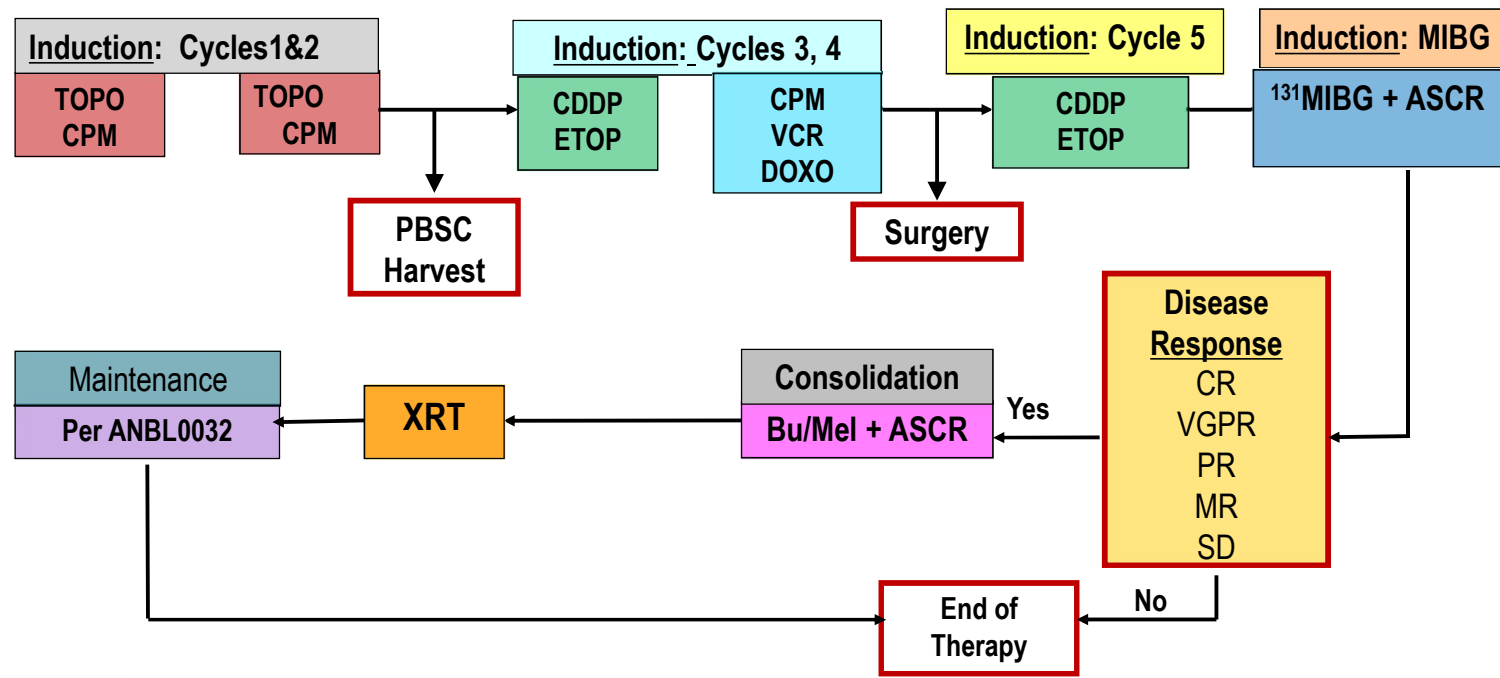 Induction: Cycles1&2
TOPO
CPM
TOPO
CPM
Induction: Cycles 3, 4
CDDP
ETOP
CPM
VCR
DOXO
Induction: Cycle 5
CDDP
ETOP
Induction: MIBG
¹³¹MIBG + ASCR
PBSC
Harvest
Surgery
Disease
Response
CR
VGPR
PR
MR
SD
Yes
Consolidation
Bu/Mel + ASCR
XRT
Maintenance
Per ANBL0032
No
End of
Therapy